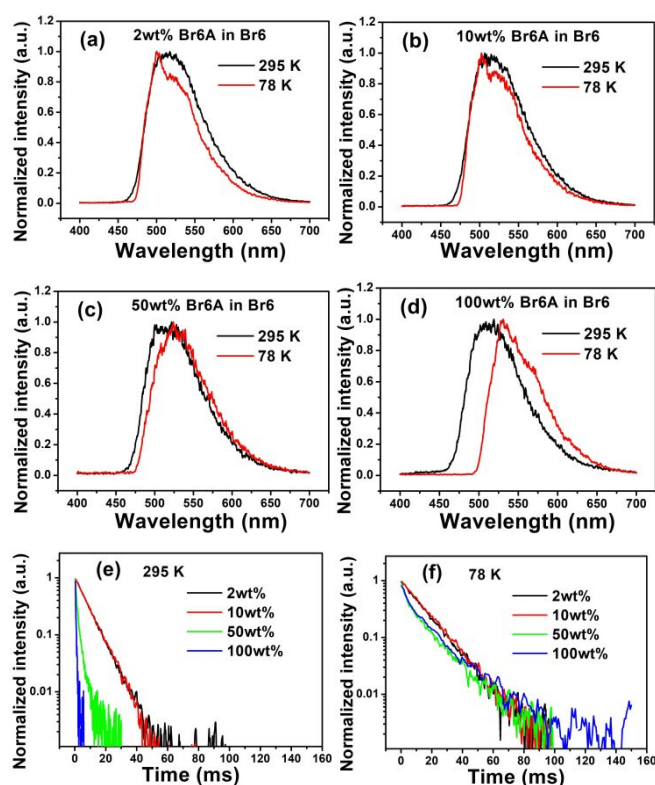 (a) 2wt% Br6A in Br6
295 K
78 K
Normalized intensity (a.u.)
1.2
1.0
0.8
0.6
0.4
0.2
0.0
400 450 500 550 600 650 700
Wavelength (nm)
(b) 10wt% Br6A in Br6
295 K
78 K
Normalized intensity (a.u.)
1.2
1.0
0.8
0.6
0.4
0.2
0.0
400 450 500 550 600 650 700
Wavelength (nm)
(c) 50wt% Br6A in Br6
295 K
78 K
Normalized intensity (a.u.)
1.2
1.0
0.8
0.6
0.4
0.2
0.0
400 450 500 550 600 650 700
Wavelength (nm)
(d) 100wt% Br6A in Br6
295 K
78 K
Normalized intensity (a.u.)
1.2
1.0
0.8
0.6
0.4
0.2
0.0
400 450 500 550 600 650 700
Wavelength (nm)
(e) 295 K
2wt%
10wt%
50wt%
100wt%
Normalized intensity (a.u.)
1
0.1
0.01
0 20 40 60 80 100 120 140 160
Time (ms)
(f) 78 K
2wt%
10wt%
50wt%
100wt%
Normalized intensity (a.u.)
1
0.1
0.01
0 20 40 60 80 100 120 140 160
Time (ms)